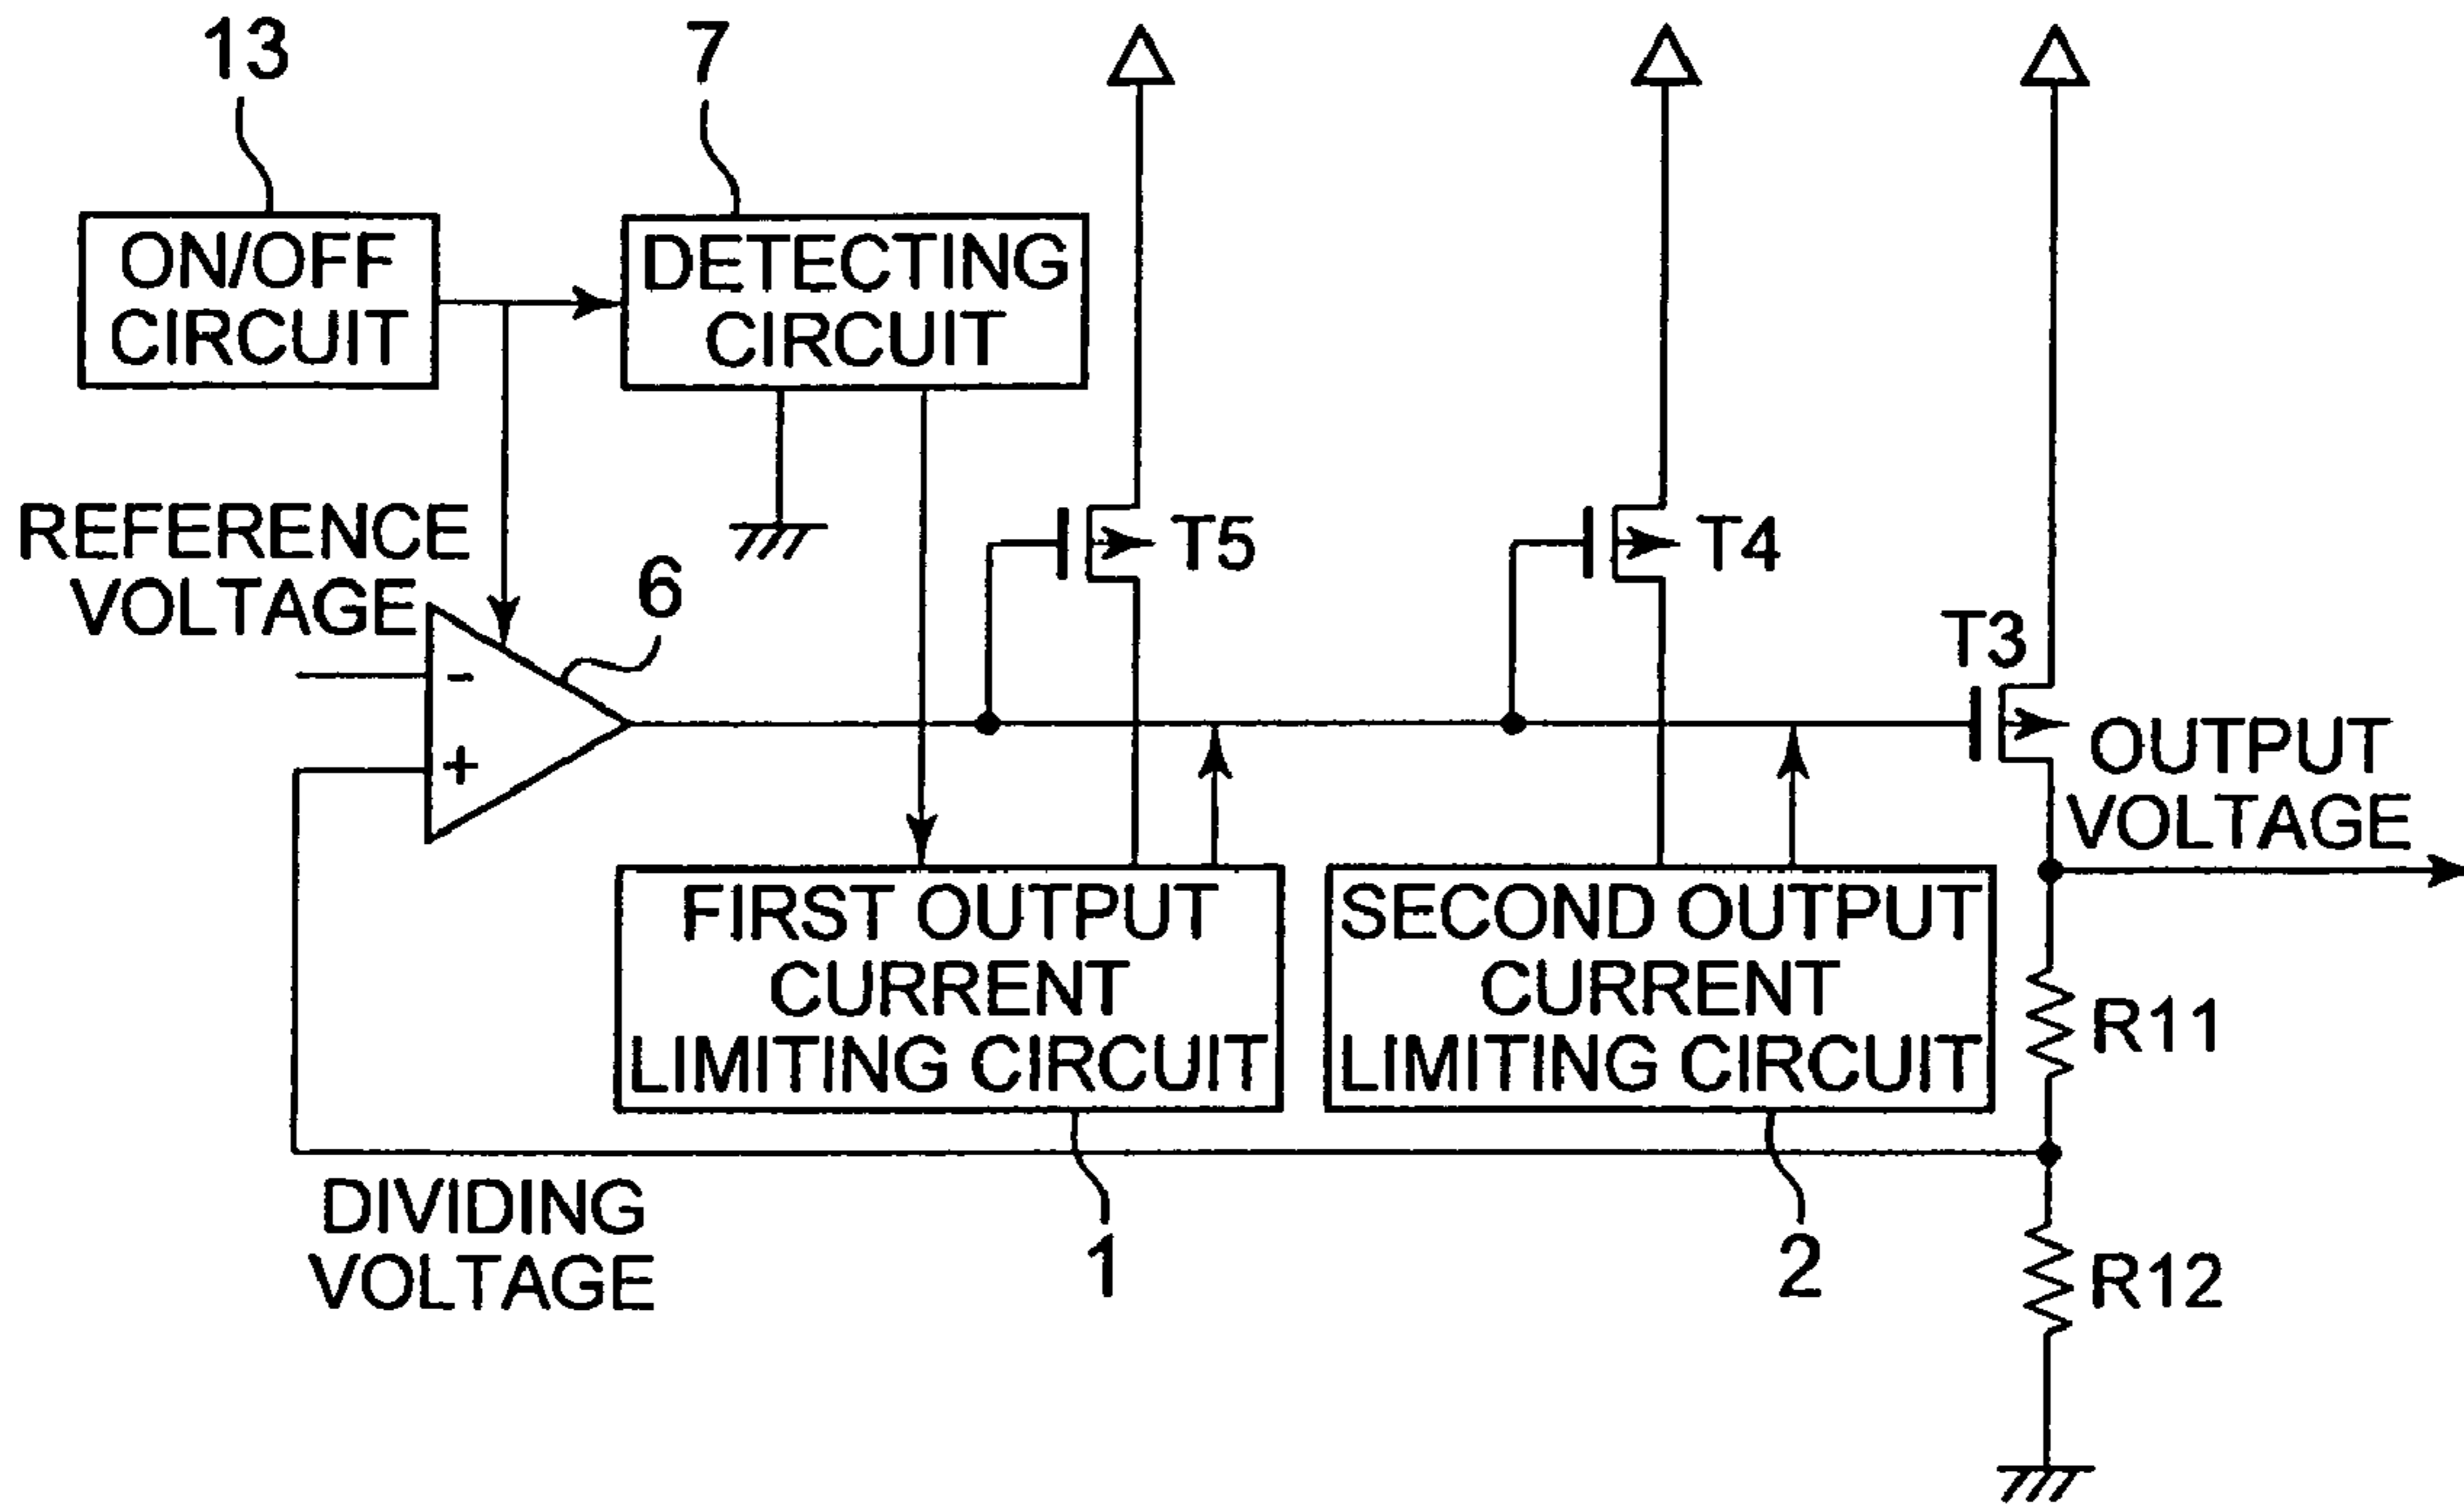 13
7
ON/OFF
CIRCUIT
DETECTING
CIRCUIT
REFERENCE
VOLTAGE
6
T5
T4
T3
-
+
OUTPUT
VOLTAGE
FIRST OUTPUT
CURRENT
LIMITING CIRCUIT
SECOND OUTPUT
CURRENT
LIMITING CIRCUIT
R11
DIVIDING
VOLTAGE
1
2
R12